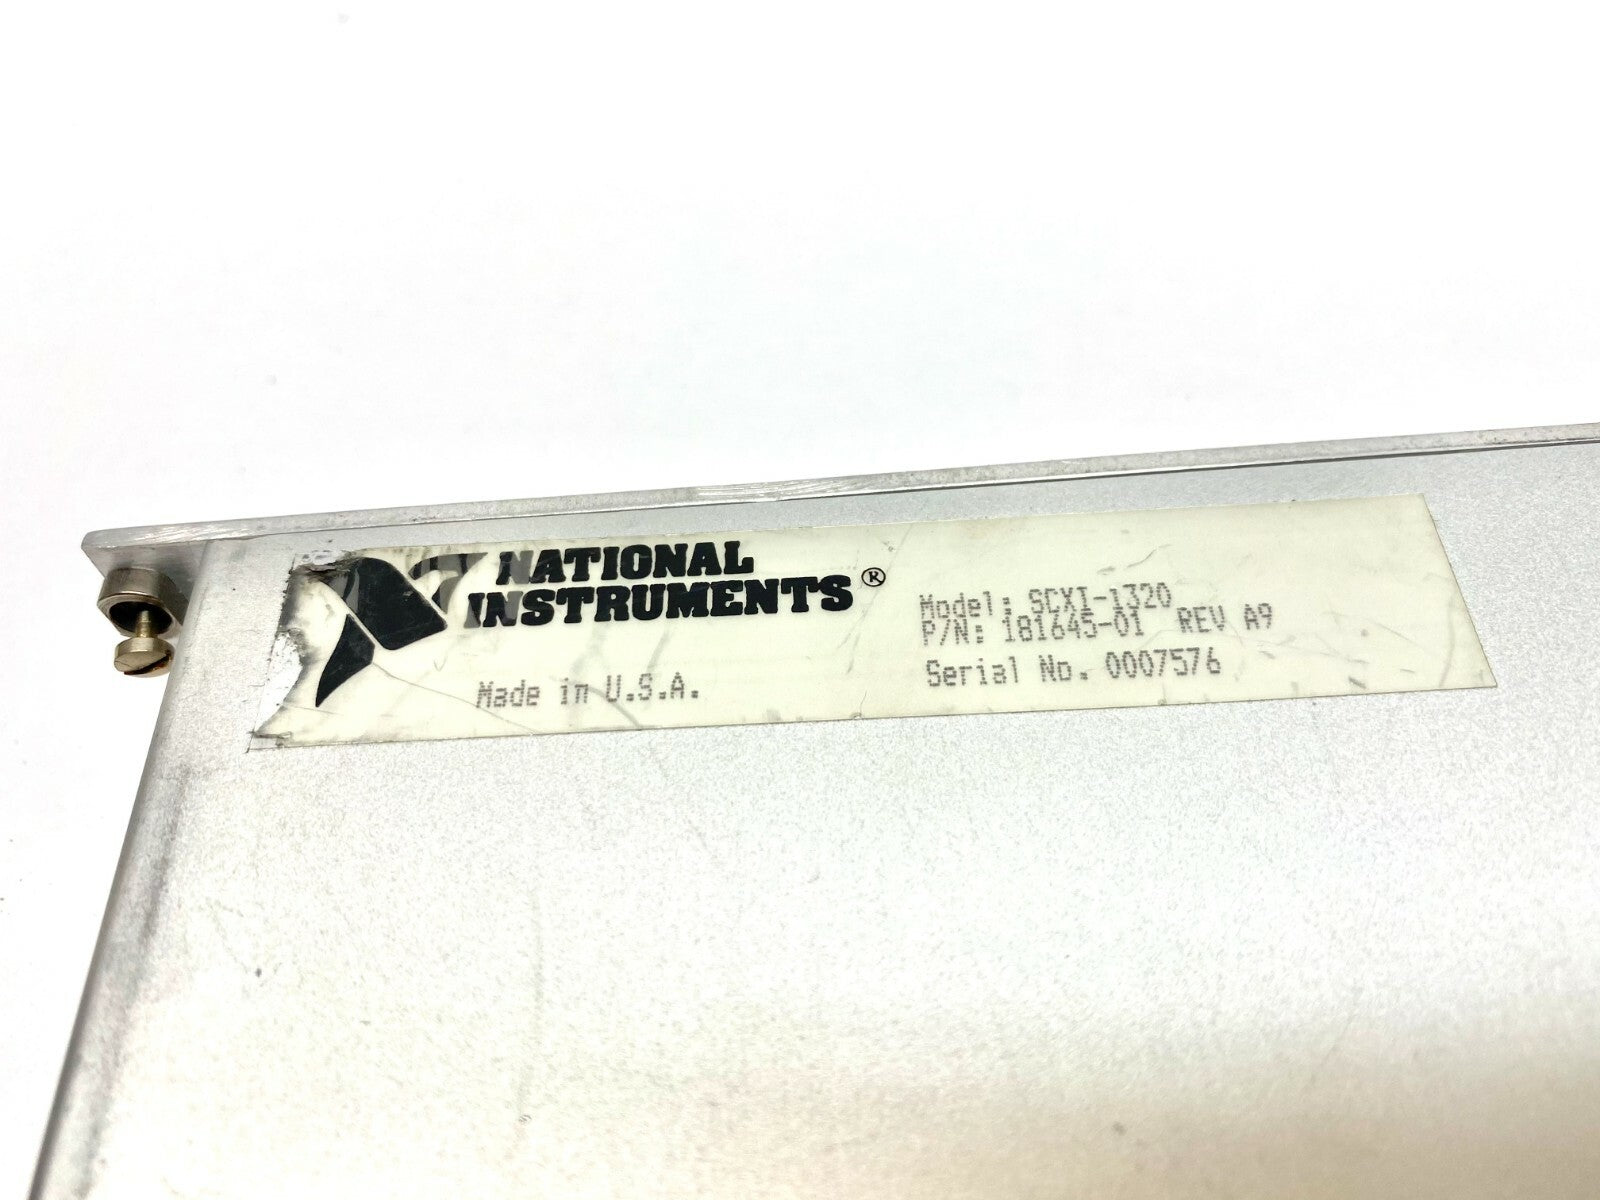 NATIONAL
INSTRUMENTS®
Made in U.S.A.
Model: SCXI-1320
P/N: 181645-01 REV A9
Serial No. 0007576